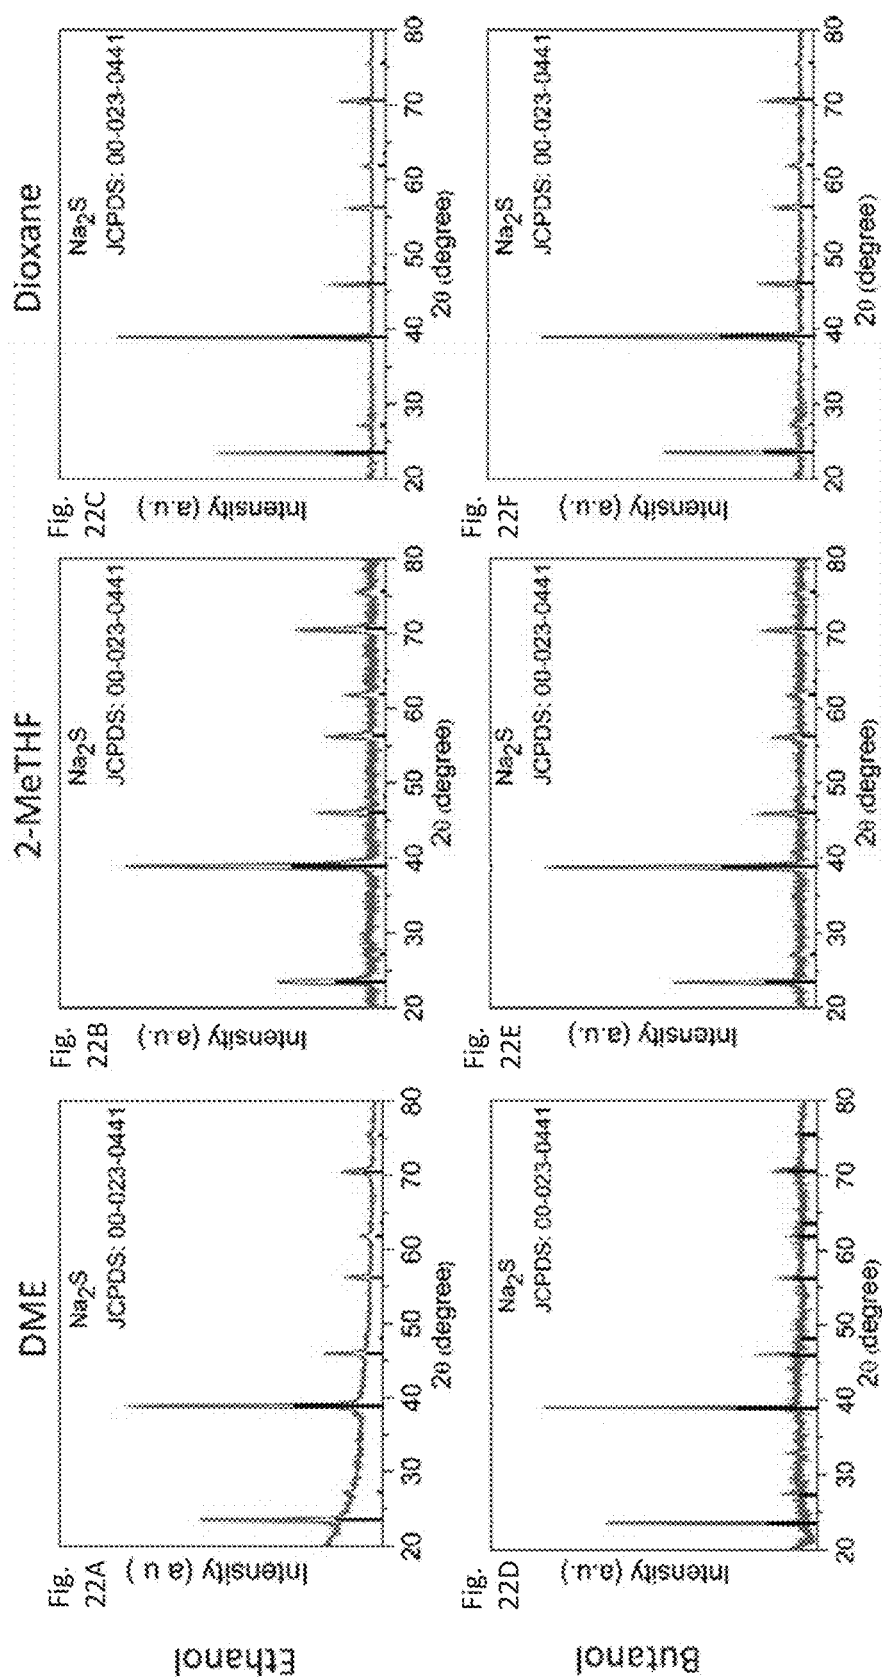 DME
2-MeTHF
Dioxane
Ethanol
Fig.
22A
Intensity (a.u.)
Na2S
JCPDS: 00-023-0441
20 30 40 50 60 70 80
2θ (degree)
Fig.
22B
Intensity (a.u.)
Na2S
JCPDS: 00-023-0441
20 30 40 50 60 70 80
2θ (degree)
Fig.
22C
Intensity (a.u.)
Na2S
JCPDS: 00-023-0441
20 30 40 50 60 70 80
2θ (degree)
Butanol
Fig.
22D
Intensity (a.u.)
Na2S
JCPDS: 00-023-0441
20 30 40 50 60 70 80
2θ (degree)
Fig.
22E
Intensity (a.u.)
Na2S
JCPDS: 00-023-0441
20 30 40 50 60 70 80
2θ (degree)
Fig.
22F
Intensity (a.u.)
Na2S
JCPDS: 00-023-0441
20 30 40 50 60 70 80
2θ (degree)